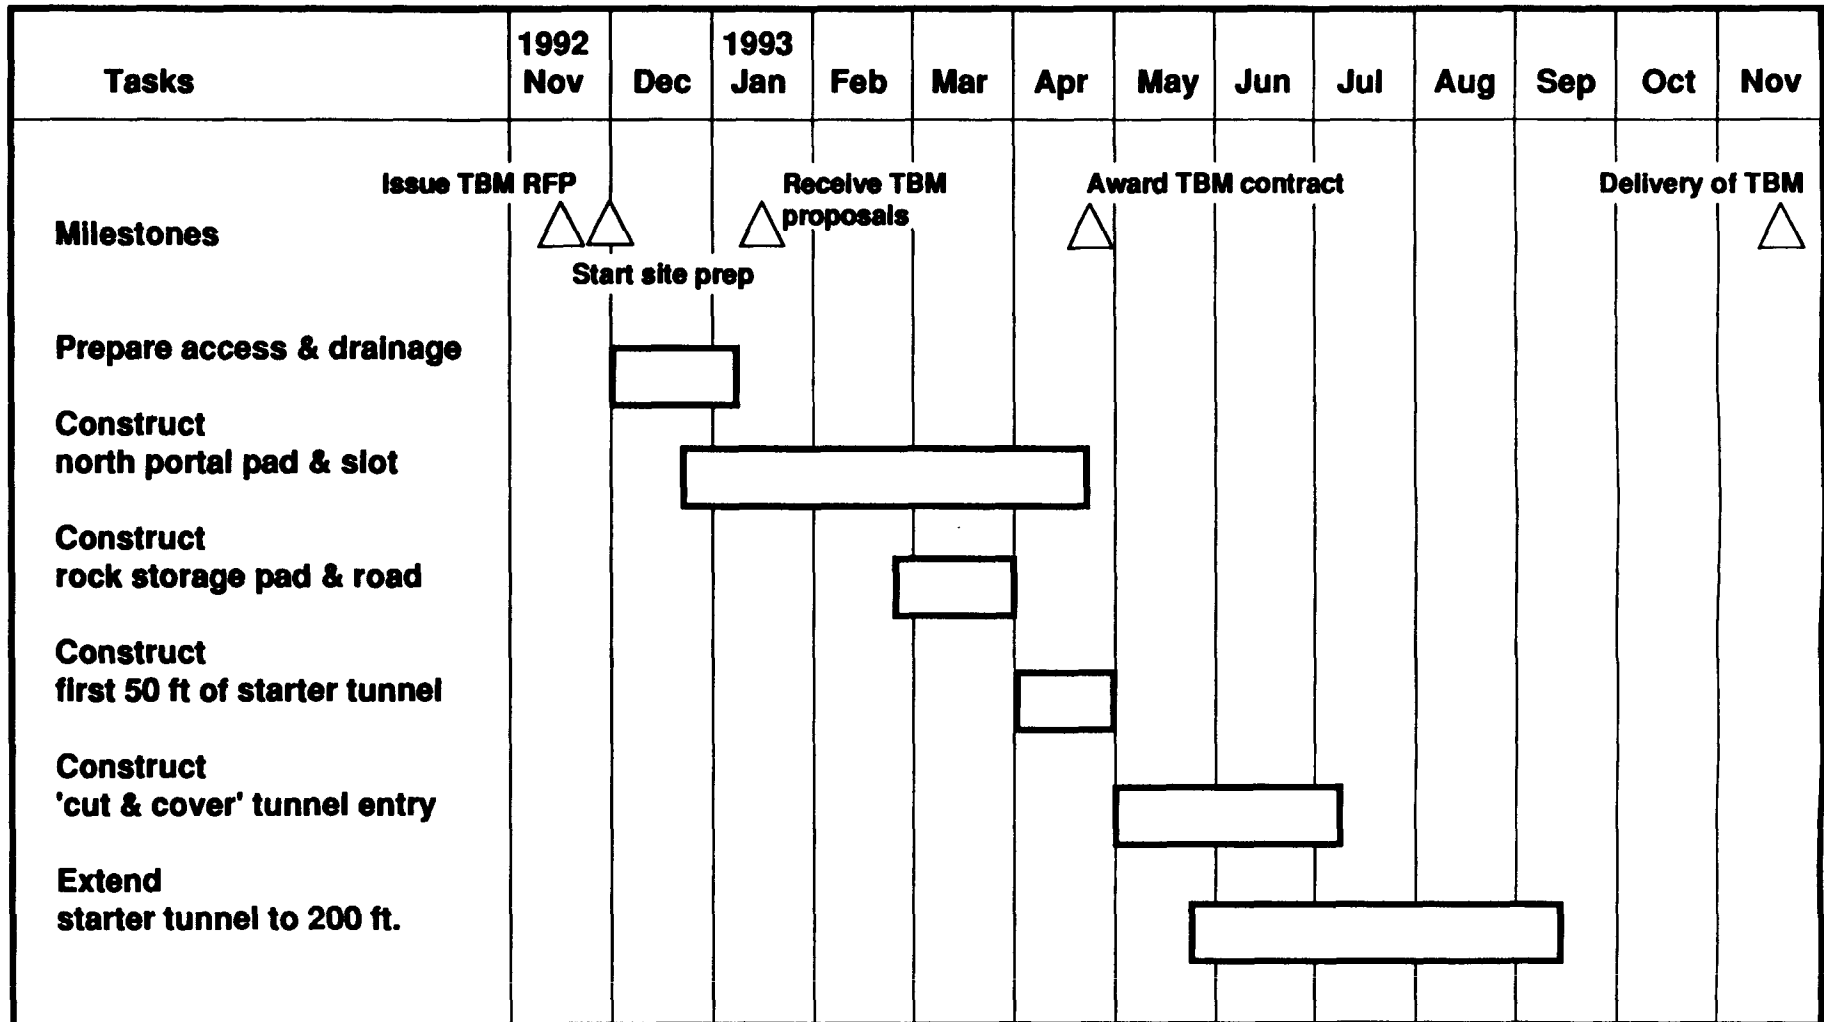 1992 1993
Tasks Nov Dec Jan Feb Mar Apr May Jun Jul Aug Sep Oct Nov
Issue TBM RFP Receive TBM Award TBM contract Delivery of TBM
proposals
Milestones
Start site prep
Prepare access & drainage
Construct
north portal pad & slot
Construct
rock storage pad & road
Construct
first 50 ft of starter tunnel
Construct
'cut & cover' tunnel entry
Extend
starter tunnel to 200 ft.